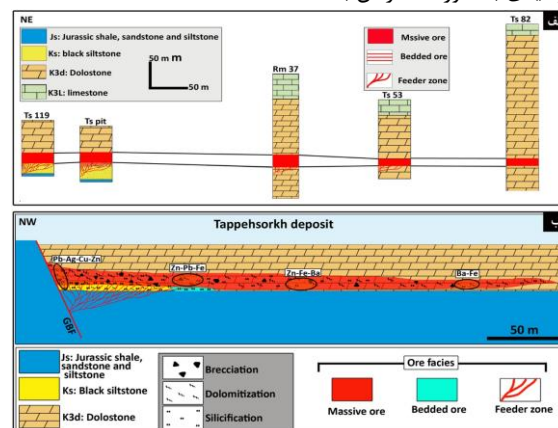 NE
Ts 82
Js: Jurassic shale, sandstone and siltstone
Ks: black siltstone
K3d: Dolostone
K3L: limestone
50 m m
50 m
Mssive ore
Bedded ore
Feeder zone
Rm 37
Ts 53
Ts 119
Ts pit
الف
ب
NW
Tappehsorkh deposit
Pb-Ag-Cu-Zn
Zn-Pb-Fe
Zn-Fe-Ba
Ba-Fe
GBF
50 m
Js: Jurassic shale,
sandstone and
siltstone
Ks: Black siltstone
K3d: Dolostone
Brecciation
Dolomitization
Silicification
Ore facies
Massive ore
Bedded ore
Feeder zone